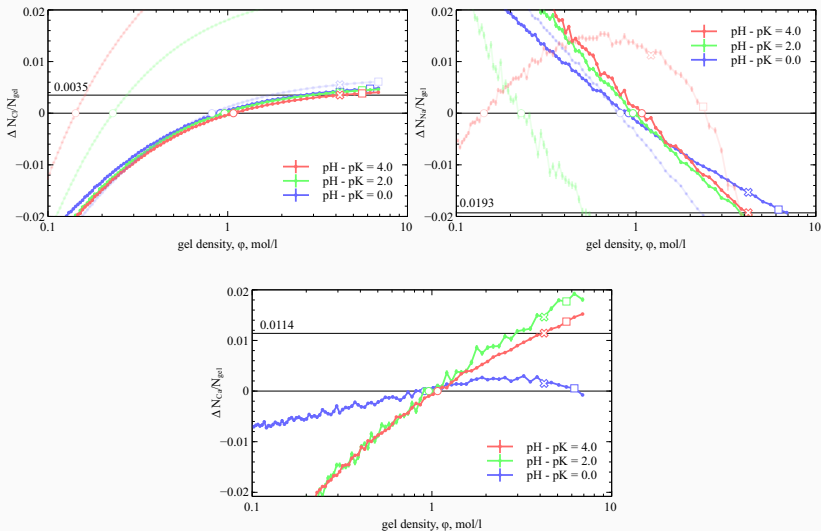 0.02
0.01
0
−0.01
−0.02
0.1
1
10
Δ N_Cl/N_gel
gel density, φ, mol/l
0.0035
pH - pK = 4.0
pH - pK = 2.0
pH - pK = 0.0
0.02
0.01
0
−0.01
−0.02
0.1
1
10
Δ N_Na/N_gel
gel density, φ, mol/l
0.0193
pH - pK = 4.0
pH - pK = 2.0
pH - pK = 0.0
0.02
0.01
0
−0.01
−0.02
0.1
1
10
Δ N_Ca/N_gel
gel density, φ, mol/l
0.0114
pH - pK = 4.0
pH - pK = 2.0
pH - pK = 0.0